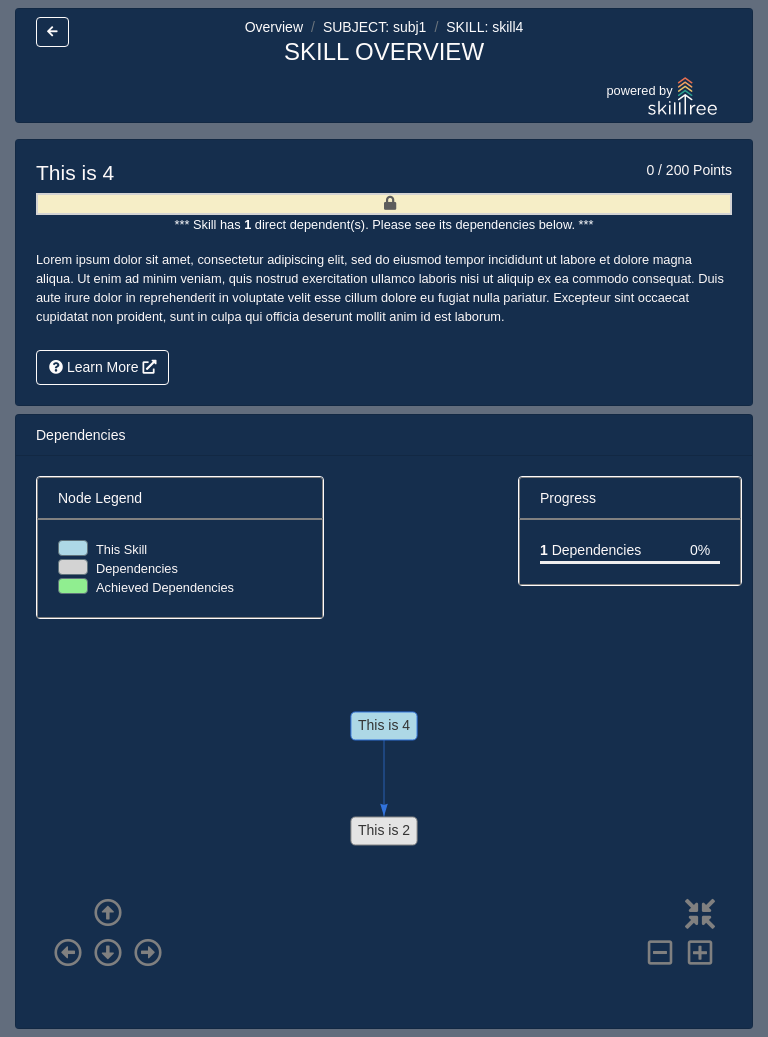 Overview / SUBJECT: subj1 / SKILL: skill4
SKILL OVERVIEW
powered by
skilltree
This is 4
0 / 200 Points
*** Skill has 1 direct dependent(s). Please see its dependencies below. ***
Lorem ipsum dolor sit amet, consectetur adipiscing elit, sed do eiusmod tempor incididunt ut labore et dolore magna
aliqua. Ut enim ad minim veniam, quis nostrud exercitation ullamco laboris nisi ut aliquip ex ea commodo consequat. Duis
aute irure dolor in reprehenderit in voluptate velit esse cillum dolore eu fugiat nulla pariatur. Excepteur sint occaecat
cupidatat non proident, sunt in culpa qui officia deserunt mollit anim id est laborum.
Learn More
Dependencies
Node Legend
This Skill
Dependencies
Achieved Dependencies
Progress
1 Dependencies 0%
This is 4
This is 2